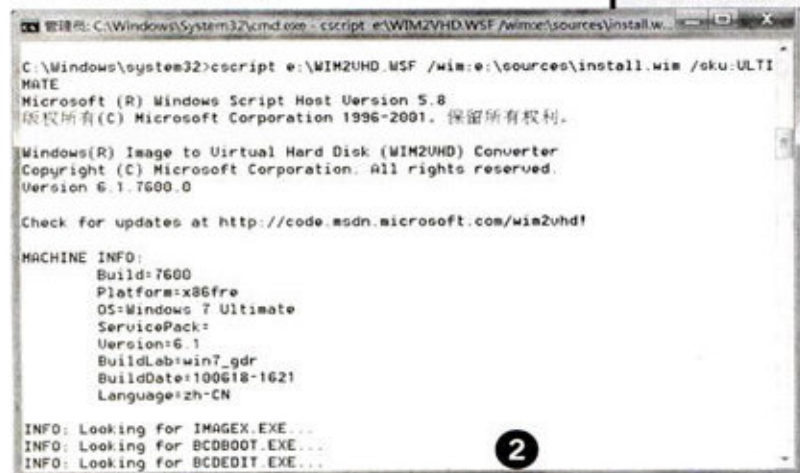 管理员: C:\Windows\System32\cmd.exe - cscript e:\WIM2VHD.WSF /wim:e:\sources\install.w...
C:\Windows\system32>cscript e:\WIM2VHD.WSF /wim:e:\sources\install.wim /sku:ULTI
MATE
Microsoft (R) Windows Script Host Version 5.8
版权所有(C) Microsoft Corporation 1996-2001。保留所有权利。
Windows(R) Image to Virtual Hard Disk (WIM2VHD) Converter
Copyright (C) Microsoft Corporation. All rights reserved.
Version 6.1.7600.0
Check for updates at http://code.msdn.microsoft.com/wim2vhd!
MACHINE INFO:
Build=7600
Platform=x86fre
OS=Windows 7 Ultimate
ServicePack=
Version=6.1
BuildLab=win7_gdr
BuildDate=100618-1621
Language=zh-CN
INFO: Looking for IMAGEX.EXE...
INFO: Looking for BCDBOOT.EXE...
INFO: Looking for BCDEDIT.EXE...
2